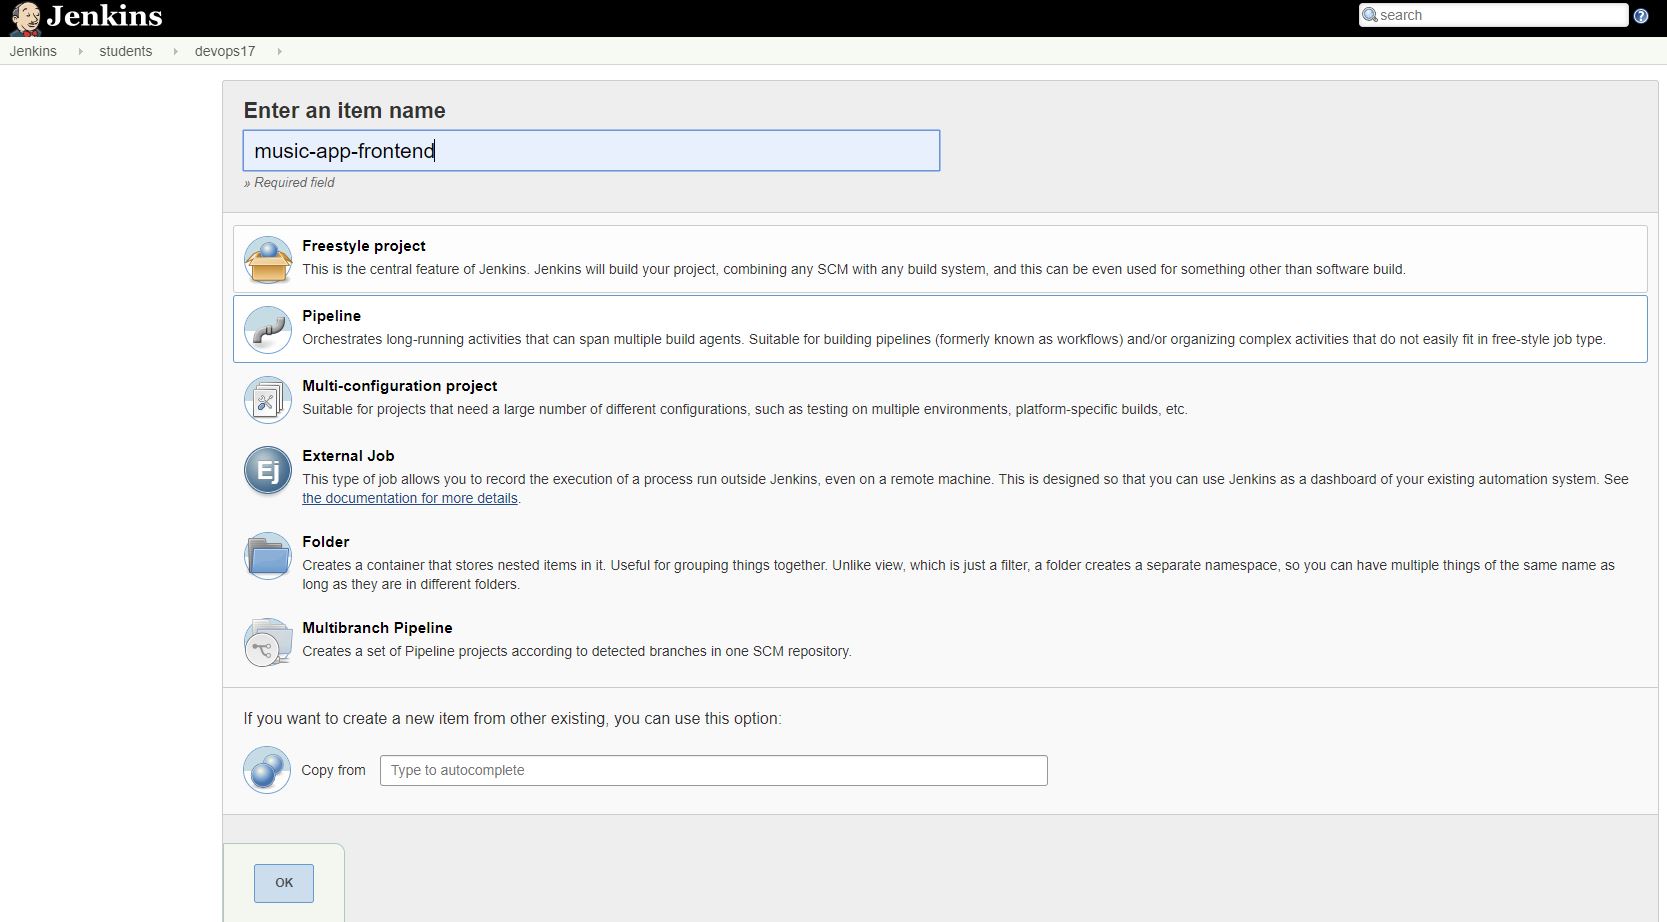 Jenkins
search
Jenkins
students
devops17
Enter an item name
music-app-frontend
» Required field
Freestyle project
This is the central feature of Jenkins. Jenkins will build your project, combining any SCM with any build system, and this can be even used for something other than software build.
Pipeline
Orchestrates long-running activities that can span multiple build agents. Suitable for building pipelines (formerly known as workflows) and/or organizing complex activities that do not easily fit in free-style job type.
Multi-configuration project
Suitable for projects that need a large number of different configurations, such as testing on multiple environments, platform-specific builds, etc.
Ej
External Job
This type of job allows you to record the execution of a process run outside Jenkins, even on a remote machine. This is designed so that you can use Jenkins as a dashboard of your existing automation system. See
the documentation for more details.
Folder
Creates a container that stores nested items in it. Useful for grouping things together. Unlike view, which is just a filter, a folder creates a separate namespace, so you can have multiple things of the same name as
long as they are in different folders.
Multibranch Pipeline
Creates a set of Pipeline projects according to detected branches in one SCM repository.
If you want to create a new item from other existing, you can use this option:
Copy from
Type to autocomplete
OK